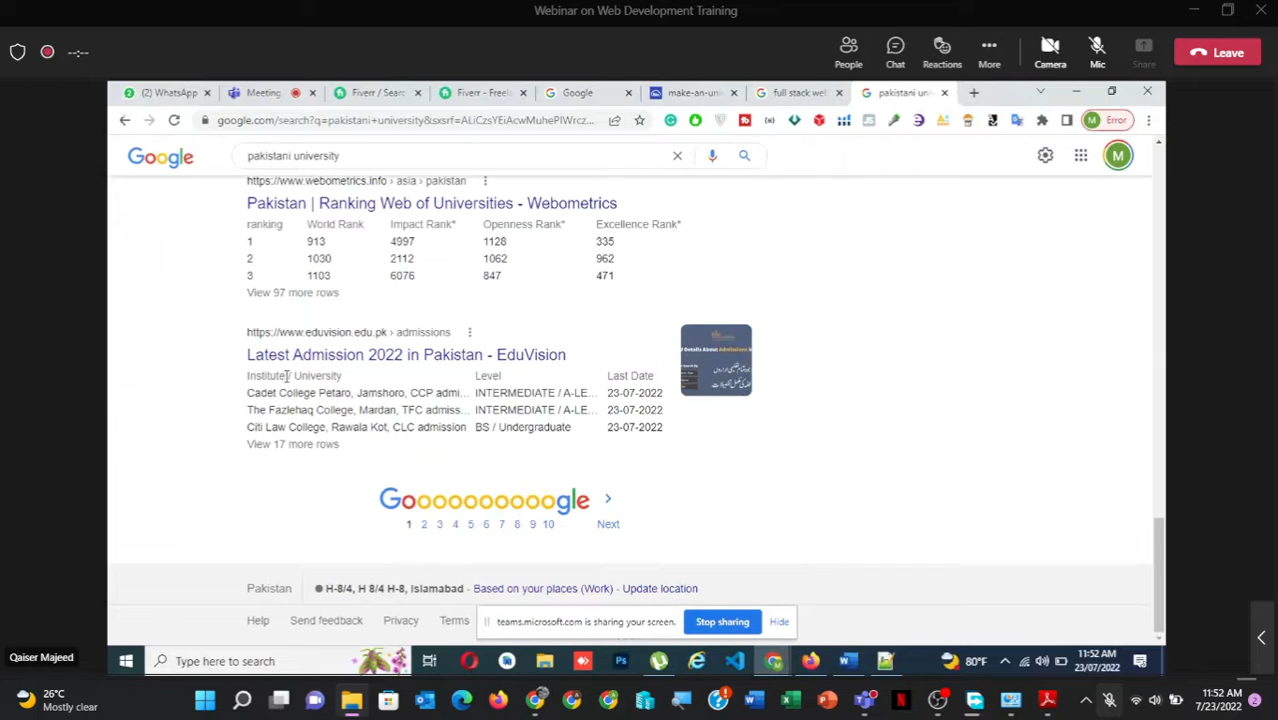 Webinar on Web Development Training
--:--
People
Chat
Reactions
More
Camera
Mic
Share
Leave
(2) WhatsApp
Meeting
Fiverr / Sear
Fiverr - Freel
Google
make-an-uni
full stack we
pakistani uni
google.com/search?q=pakistani+university&sxsrf=ALiCzsYEiAcwMuhePIWrcz...
M Error
Google
pakistani university
M
https://www.webometrics.info › asia › pakistan
Pakistan | Ranking Web of Universities - Webometrics
ranking World Rank Impact Rank* Openness Rank* Excellence Rank*
1 913 4997 1128 335
2 1030 2112 1062 962
3 1103 6076 847 471
View 97 more rows
https://www.eduvision.edu.pk › admissions
Latest Admission 2022 in Pakistan - EduVision
Institute / University Level Last Date
Cadet College Petaro, Jamshoro, CCP admi... INTERMEDIATE / A-LE... 23-07-2022
The Fazlehaq College, Mardan, TFC admiss... INTERMEDIATE / A-LE... 23-07-2022
Citi Law College, Rawala Kot, CLC admission BS / Undergraduate 23-07-2022
View 17 more rows
Details About Admissions
Goooooooooogle
1 2 3 4 5 6 7 8 9 10 Next
Pakistan H-8/4, H 8/4 H-8, Islamabad - Based on your places (Work) - Update location
Help Send feedback Privacy Terms
teams.microsoft.com is sharing your screen. Stop sharing Hide
Qaiser Majeed
Type here to search
Ps
80°F
11:52 AM
23/07/2022
26°C
Mostly clear
11:52 AM
7/23/2022
2